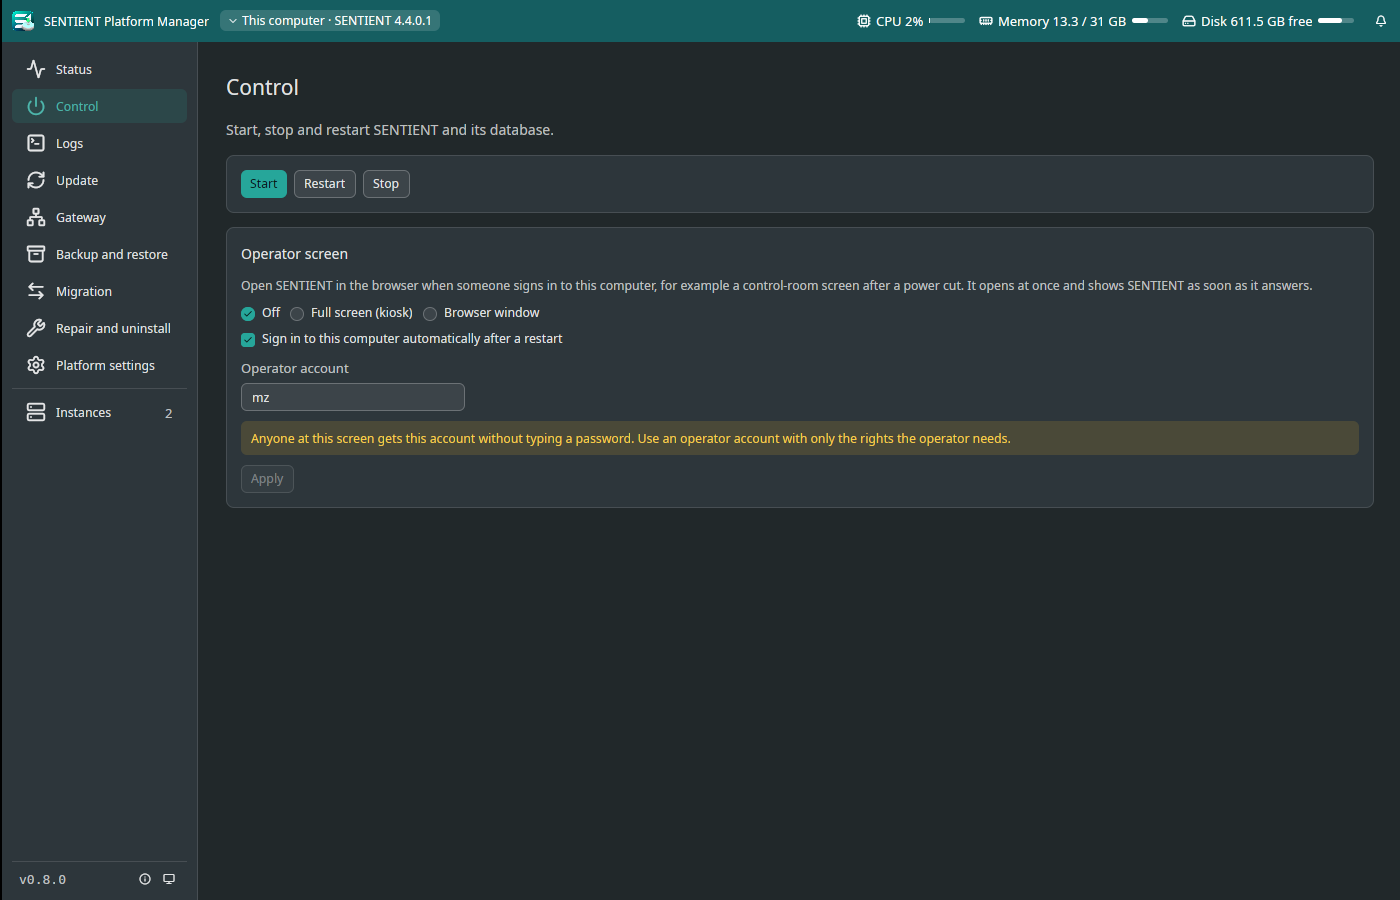 SENTIENT Platform Manager
This computer · SENTIENT 4.4.0.1
CPU 2%
Memory 13.3 / 31 GB
Disk 611.5 GB free
Status
Control
Logs
Update
Gateway
Backup and restore
Migration
Repair and uninstall
Platform settings
Instances 2
v0.8.0
Control
Start, stop and restart SENTIENT and its database.
Start Restart Stop
Operator screen
Open SENTIENT in the browser when someone signs in to this computer, for example a control-room screen after a power cut. It opens at once and shows SENTIENT as soon as it answers.
Off Full screen (kiosk) Browser window
Sign in to this computer automatically after a restart
Operator account
mz
Anyone at this screen gets this account without typing a password. Use an operator account with only the rights the operator needs.
Apply